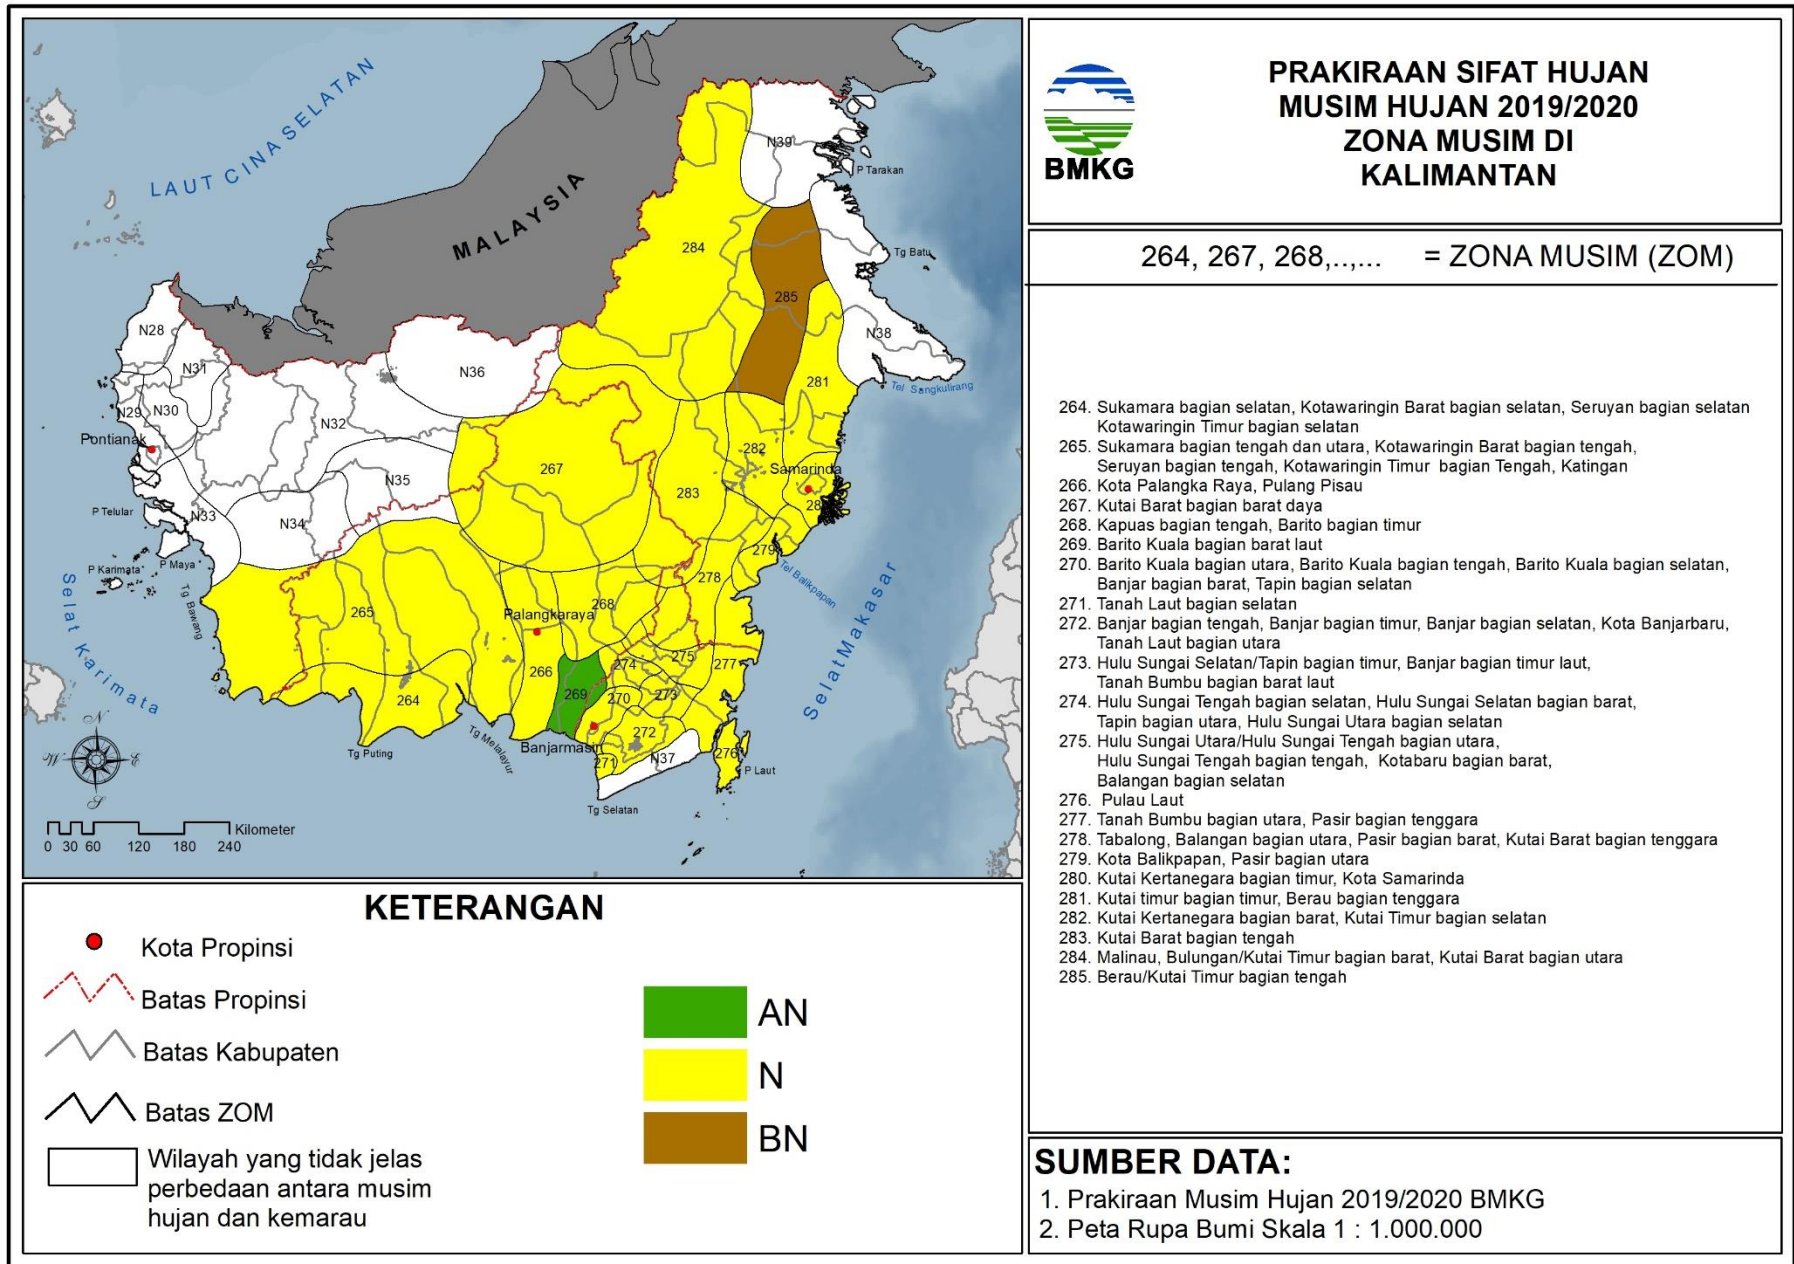 PRAKIRAAN SIFAT HUJAN
MUSIM HUJAN 2019/2020
ZONA MUSIM DI
KALIMANTAN
BMKG
264, 267, 268,..,... = ZONA MUSIM (ZOM)
264. Sukamara bagian selatan, Kotawaringin Barat bagian selatan, Seruyan bagian selatan
Kotawaringin Timur bagian selatan
265. Sukamara bagian tengah dan utara, Kotawaringin Barat bagian tengah,
Seruyan bagian tengah, Kotawaringin Timur bagian Tengah, Katingan
266. Kota Palangka Raya, Pulang Pisau
267. Kutai Barat bagian barat daya
268. Kapuas bagian tengah, Barito bagian timur
269. Barito Kuala bagian barat laut
270. Barito Kuala bagian utara, Barito Kuala bagian tengah, Barito Kuala bagian selatan,
Banjar bagian barat, Tapin bagian selatan
271. Tanah Laut bagian selatan
272. Banjar bagian tengah, Banjar bagian timur, Banjar bagian selatan, Kota Banjarbaru,
Tanah Laut bagian utara
273. Hulu Sungai Selatan/Tapin bagian timur, Banjar bagian timur laut,
Tanah Bumbu bagian barat laut
274. Hulu Sungai Tengah bagian selatan, Hulu Sungai Selatan bagian barat,
Tapin bagian utara, Hulu Sungai Utara bagian selatan
275. Hulu Sungai Utara/Hulu Sungai Tengah bagian utara,
Hulu Sungai Tengah bagian tengah, Kotabaru bagian barat,
Balangan bagian selatan
276. Pulau Laut
277. Tanah Bumbu bagian utara, Pasir bagian tenggara
278. Tabalong, Balangan bagian utara, Pasir bagian barat, Kutai Barat bagian tenggara
279. Kota Balikpapan, Pasir bagian utara
280. Kutai Kertanegara bagian timur, Kota Samarinda
281. Kutai timur bagian timur, Berau bagian tenggara
282. Kutai Kertanegara bagian barat, Kutai Timur bagian selatan
283. Kutai Barat bagian tengah
284. Malinau, Bulungan/Kutai Timur bagian barat, Kutai Barat bagian utara
285. Berau/Kutai Timur bagian tengah
SUMBER DATA:
1. Prakiraan Musim Hujan 2019/2020 BMKG
2. Peta Rupa Bumi Skala 1 : 1.000.000
LAUT CINA SELATAN
MALAYSIA
N39
P Tarakan
284
Tg Batu
285
N28
N38
N31
N36
281
Tel Sangkulirang
N29
N30
N32
Pontianak
282
267
Samarinda
N35
283
P Telular
N33
N34
279
P Karimata
P Maya
278
Tel Balikpapan
Selat Karimata
Tg Bawang
265
268
Palangkaraya
Selat Makasar
266
274
275
277
269
270
273
264
272
Banjarmasin
Tg Puting
Tg Melalayur
271
N37
276
P Laut
Tg Selatan
N
W
E
S
Kilometer
0 30 60 120 180 240
KETERANGAN
Kota Propinsi
Batas Propinsi
Batas Kabupaten
Batas ZOM
Wilayah yang tidak jelas
perbedaan antara musim
hujan dan kemarau
AN
N
BN